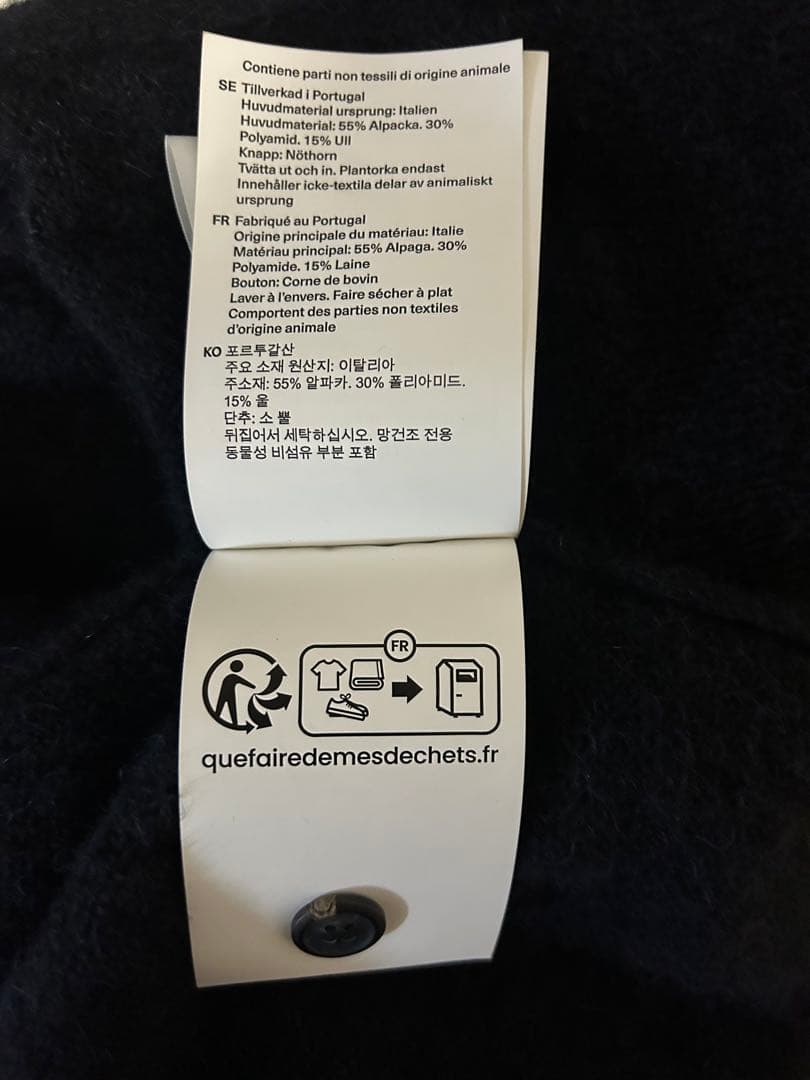 Contiene parti non tessili di origine animale
SE Tillverkad i Portugal
Huvudmaterial ursprung: Italien
Huvudmaterial: 55% Alpacka. 30%
Polyamid. 15% Ull
Knapp: Nöthorn
Tvätta ut och in. Plantorka endast
Innehåller icke-textila delar av animaliskt
ursprung
FR Fabriqué au Portugal
Origine principale du matériau: Italie
Matériau principal: 55% Alpaga. 30%
Polyamide. 15% Laine
Bouton: Corne de bovin
Laver à l'envers. Faire sécher à plat
Comportent des parties non textiles
d'origine animale
KO 포르투갈산
주요 소재 원산지: 이탈리아
주소재: 55% 알파카. 30% 폴리아미드.
15% 울
단추: 소 뿔
뒤집어서 세탁하십시오. 망건조 전용
동물성 비섬유 부분 포함
FR
quefairedemesdechets.fr